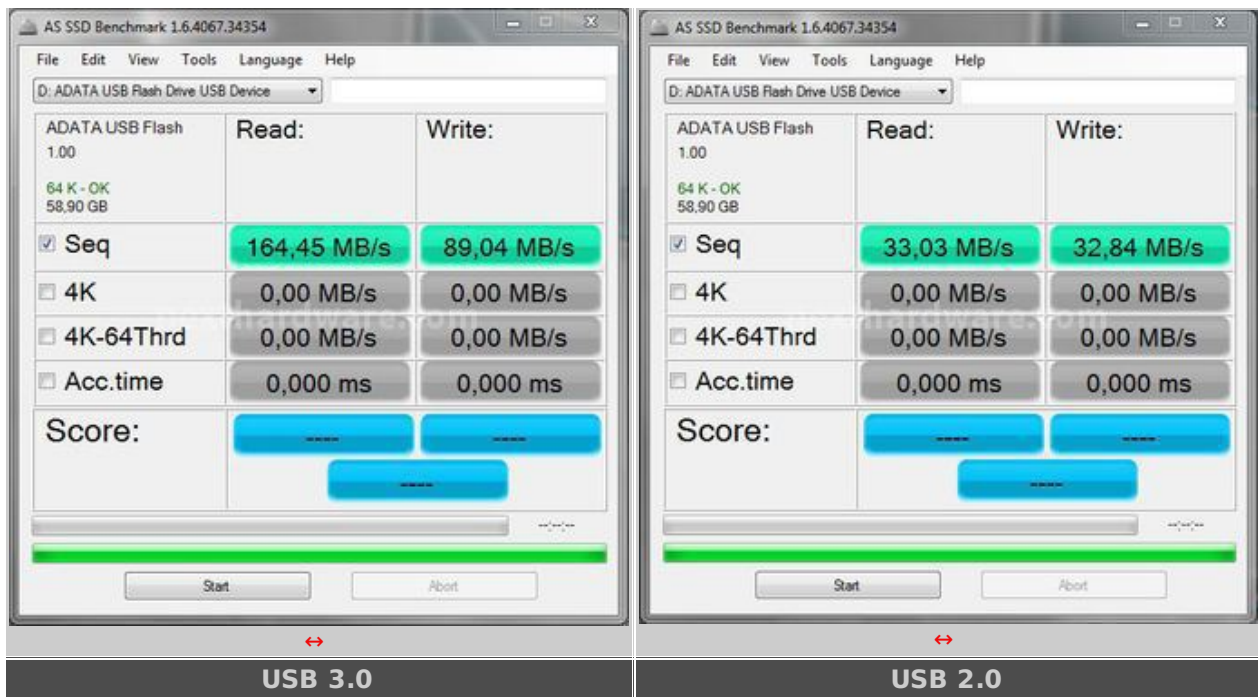 AS SSD Benchmark 1.6.4067.34354
File Edit View Tools Language Help
D: ADATA USB Flash Drive USB Device
ADATA USB Flash
1.00
64 K - OK
58,90 GB
Read: Write:
Seq 164,45 MB/s 89,04 MB/s
4K 0,00 MB/s 0,00 MB/s
4K-64Thrd 0,00 MB/s 0,00 MB/s
Acc.time 0,000 ms 0,000 ms
Score: ---- ----
----
--:--:--
Start Abort
USB 3.0
AS SSD Benchmark 1.6.4067.34354
File Edit View Tools Language Help
D: ADATA USB Flash Drive USB Device
ADATA USB Flash
1.00
64 K - OK
58,90 GB
Read: Write:
Seq 33,03 MB/s 32,84 MB/s
4K 0,00 MB/s 0,00 MB/s
4K-64Thrd 0,00 MB/s 0,00 MB/s
Acc.time 0,000 ms 0,000 ms
Score: ---- ----
----
--:--:--
Start Abort
USB 2.0